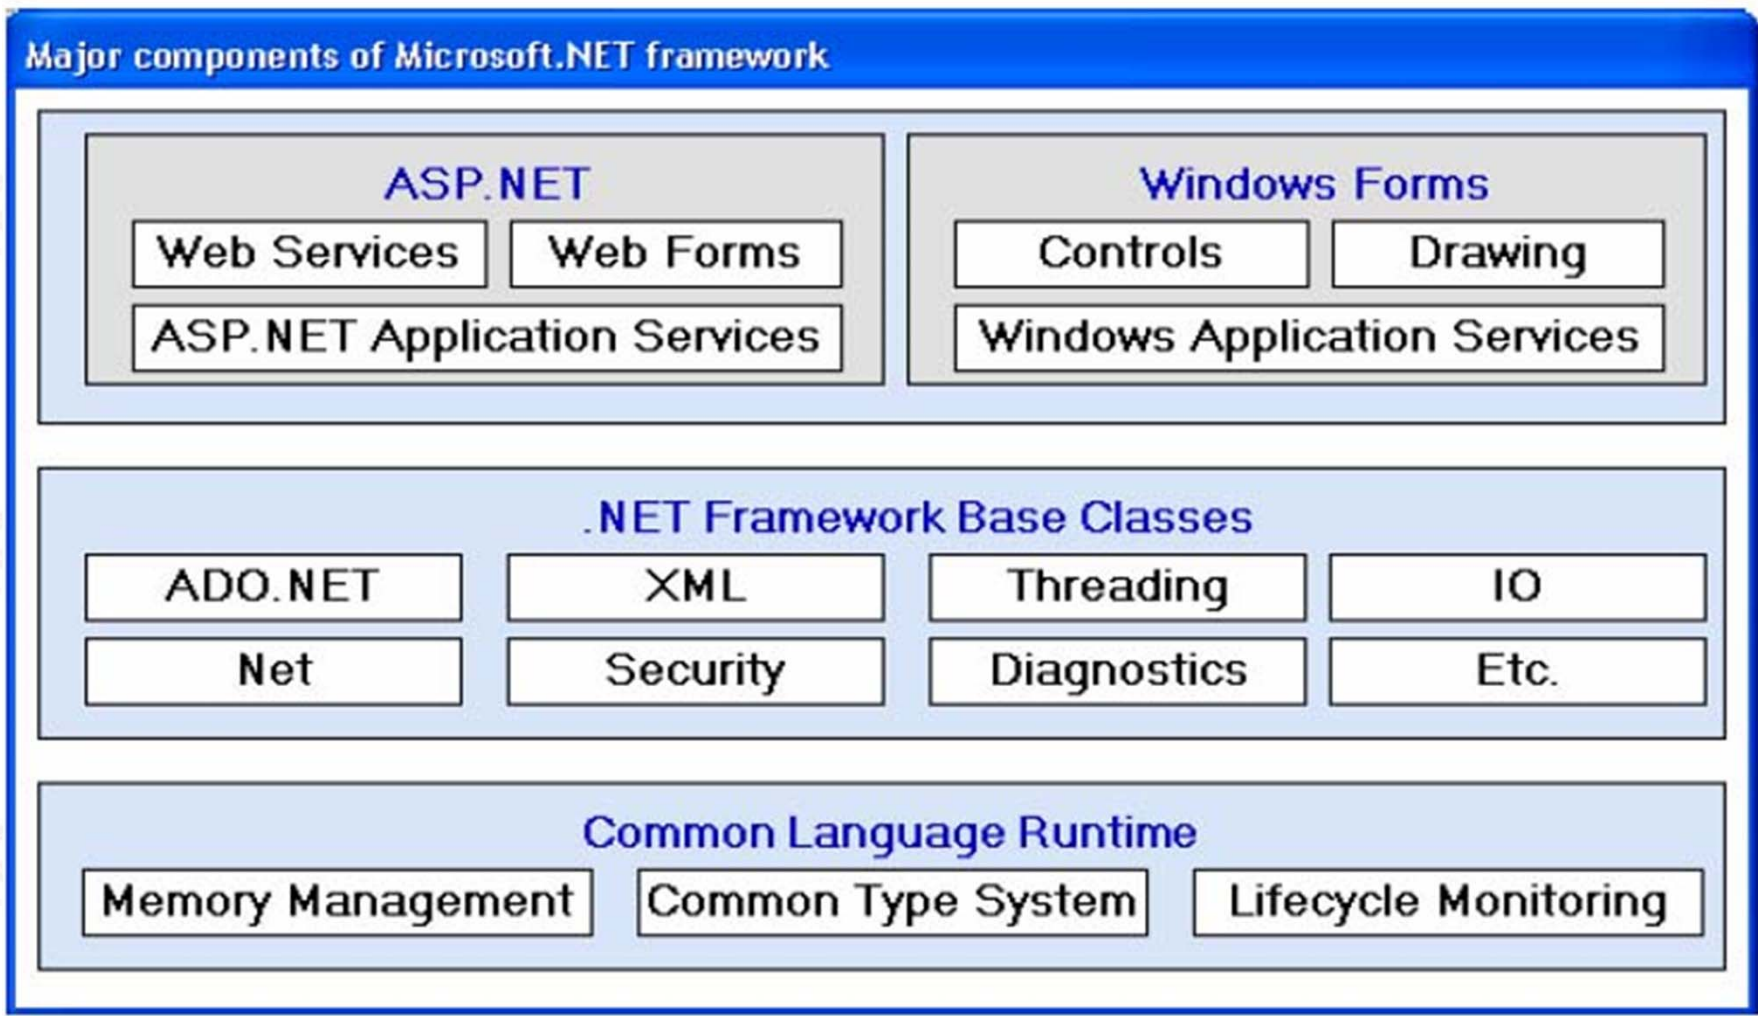 Major components of Microsoft.NET framework
ASP.NET
Web Services
Web Forms
ASP.NET Application Services
Windows Forms
Controls
Drawing
Windows Application Services
.NET Framework Base Classes
ADO.NET
XML
Threading
IO
Net
Security
Diagnostics
Etc.
Common Language Runtime
Memory Management
Common Type System
Lifecycle Monitoring